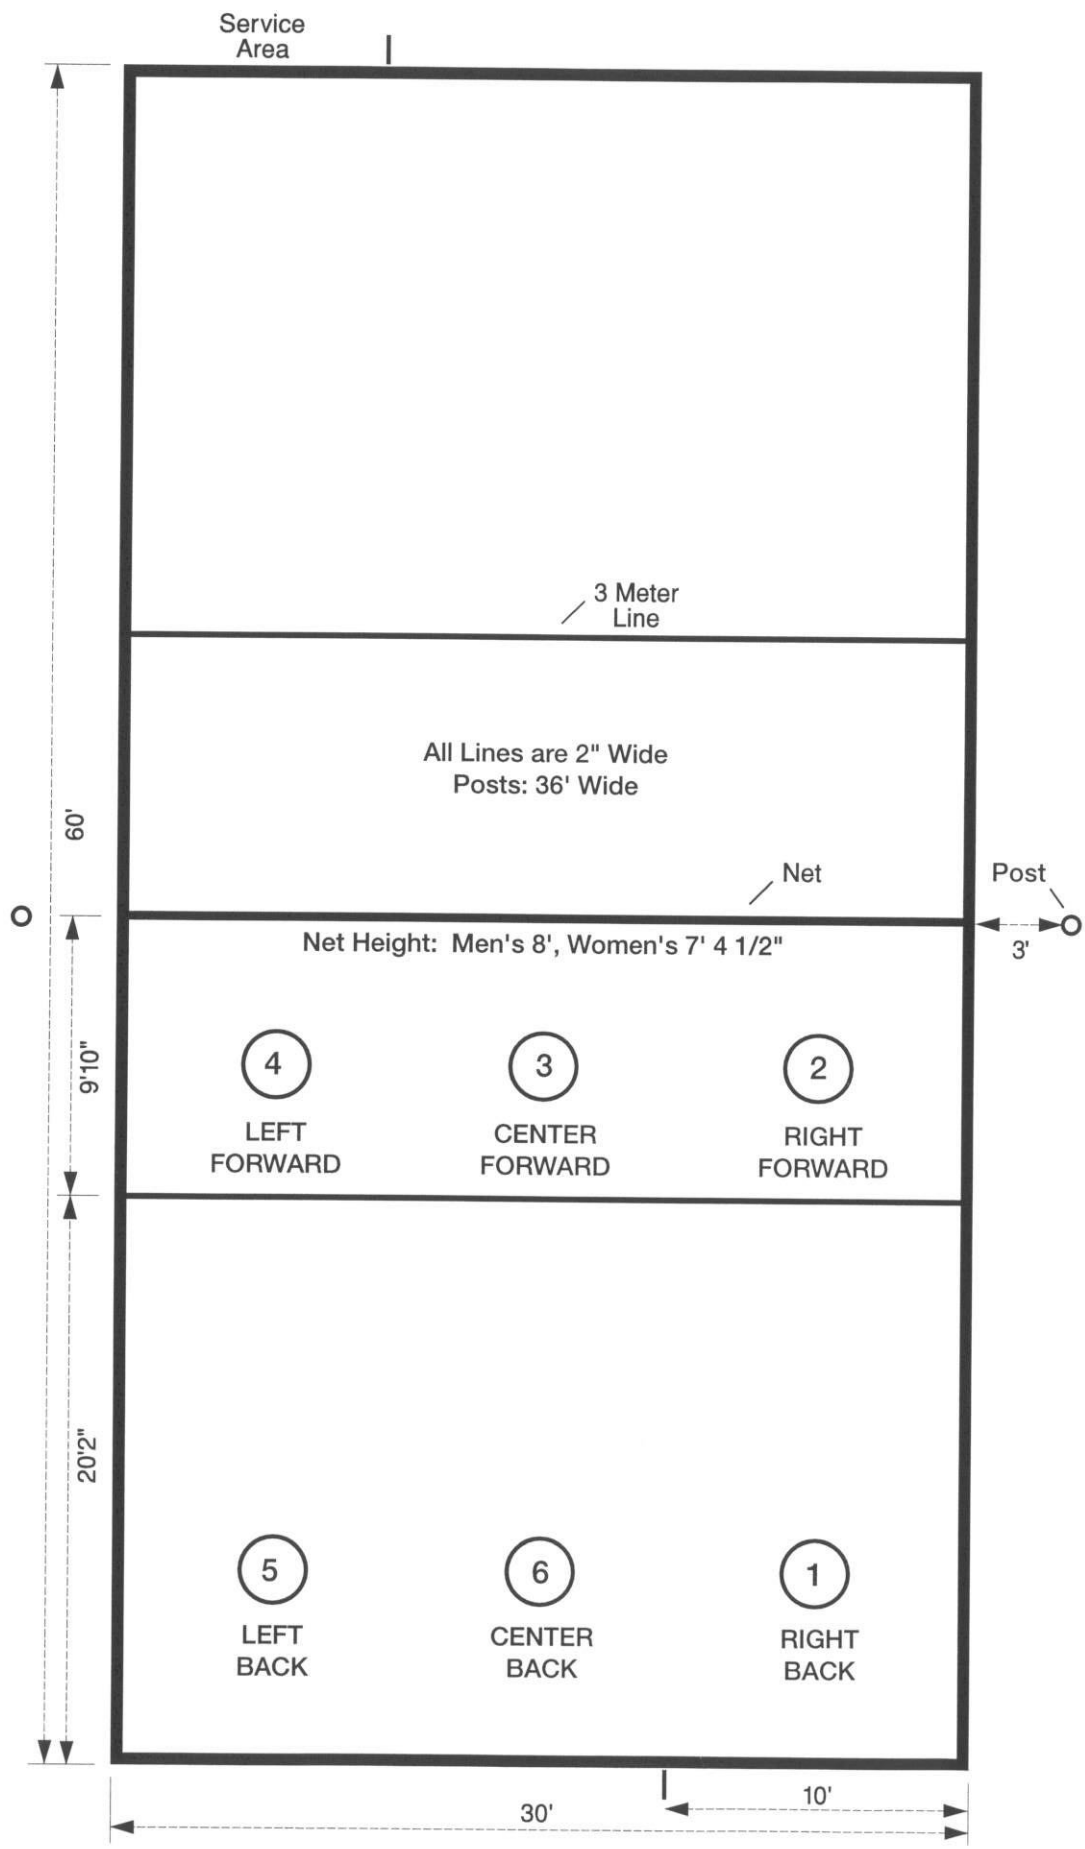 Service
Area
3 Meter
Line
All Lines are 2" Wide
Posts: 36' Wide
60'
Net
Post
3'
Net Height: Men's 8', Women's 7' 4 1/2"
9'10"
4
3
2
LEFT
FORWARD
CENTER
FORWARD
RIGHT
FORWARD
20'2"
5
6
1
LEFT
BACK
CENTER
BACK
RIGHT
BACK
10'
30'